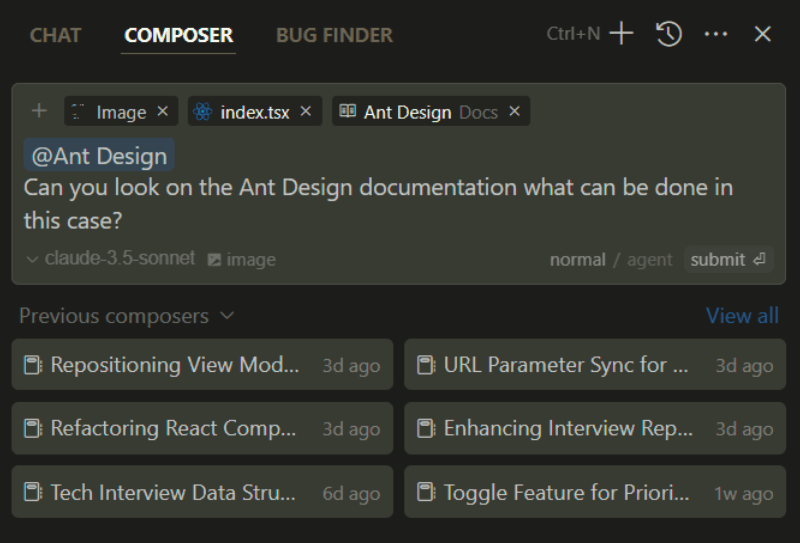 CHAT COMPOSER BUG FINDER Ctrl+N
Image index.tsx Ant Design Docs
@Ant Design
Can you look on the Ant Design documentation what can be done in
this case?
claude-3.5-sonnet image normal / agent submit
Previous composers View all
Repositioning View Mod... 3d ago URL Parameter Sync for ... 3d ago
Refactoring React Comp... 3d ago Enhancing Interview Rep... 3d ago
Tech Interview Data Stru... 6d ago Toggle Feature for Priori... 1w ago